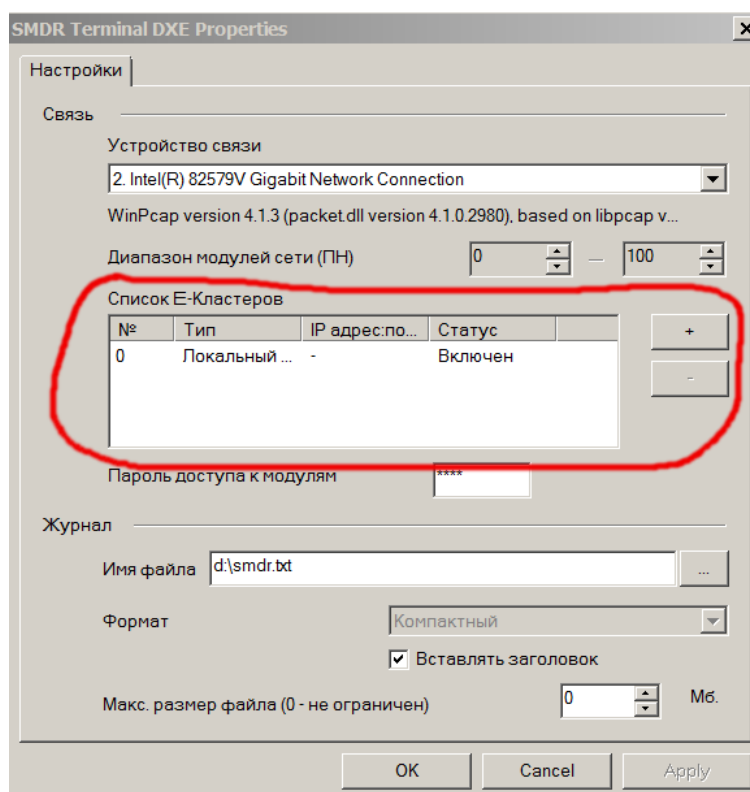 SMDR Terminal DXE Properties
Настройки
Связь
Устройство связи
2. Intel(R) 82579V Gigabit Network Connection
WinPcap version 4.1.3 (packet.dll version 4.1.0.2980), based on libpcap v...
Диапазон модулей сети (ПН) 0 — 100
Список Е-Кластеров
№ Тип IP адрес:по... Статус
0 Локальный ... - Включен
+
-
Пароль доступа к модулям ****
Журнал
Имя файла d:\smdr.txt ...
Формат Компактный
Вставлять заголовок
Макс. размер файла (0 - не ограничен) 0 Мб.
OK Cancel Apply